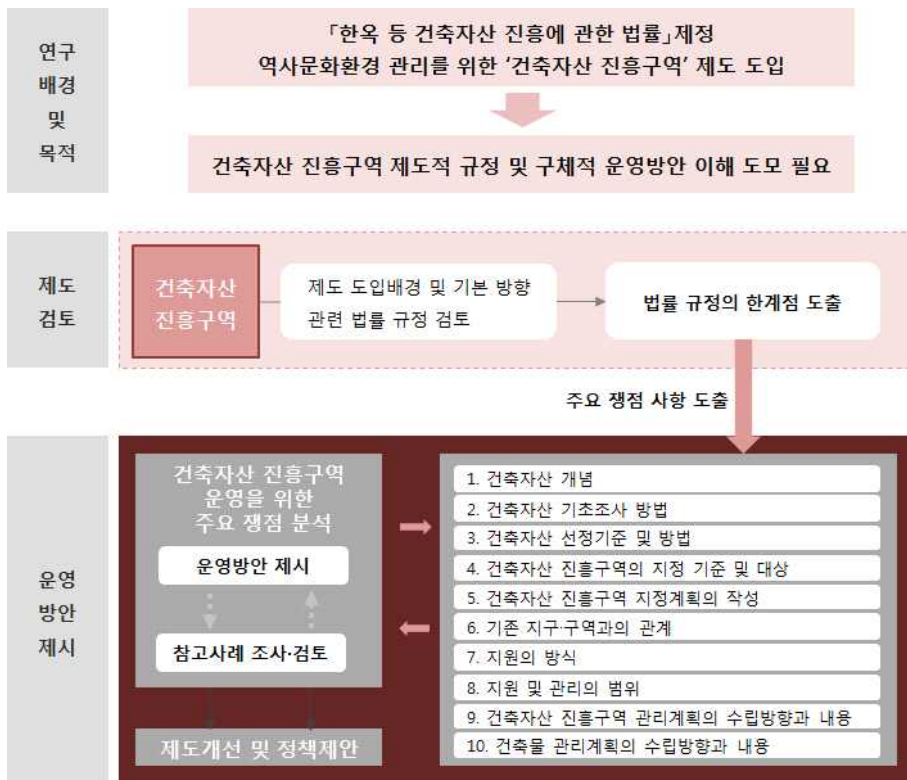 연구
배경
및
목적
「한옥 등 건축자산 진흥에 관한 법률」제정
역사문화환경 관리를 위한 ‘건축자산 진흥구역’ 제도 도입
건축자산 진흥구역 제도적 규정 및 구체적 운영방안 이해 도모 필요
제도
검토
건축자산
진흥구역
제도 도입배경 및 기본 방향
관련 법률 규정 검토
법률 규정의 한계점 도출
주요 쟁점 사항 도출
운영
방안
제시
건축자산 진흥구역
운영을 위한
주요 쟁점 분석
운영방안 제시
참고사례 조사·검토
제도개선 및 정책제안
1. 건축자산 개념
2. 건축자산 기초조사 방법
3. 건축자산 선정기준 및 방법
4. 건축자산 진흥구역의 지정 기준 및 대상
5. 건축자산 진흥구역 지정계획의 작성
6. 기존 지구·구역과의 관계
7. 지원의 방식
8. 지원 및 관리의 범위
9. 건축자산 진흥구역 관리계획의 수립방향과 내용
10. 건축물 관리계획의 수립방향과 내용